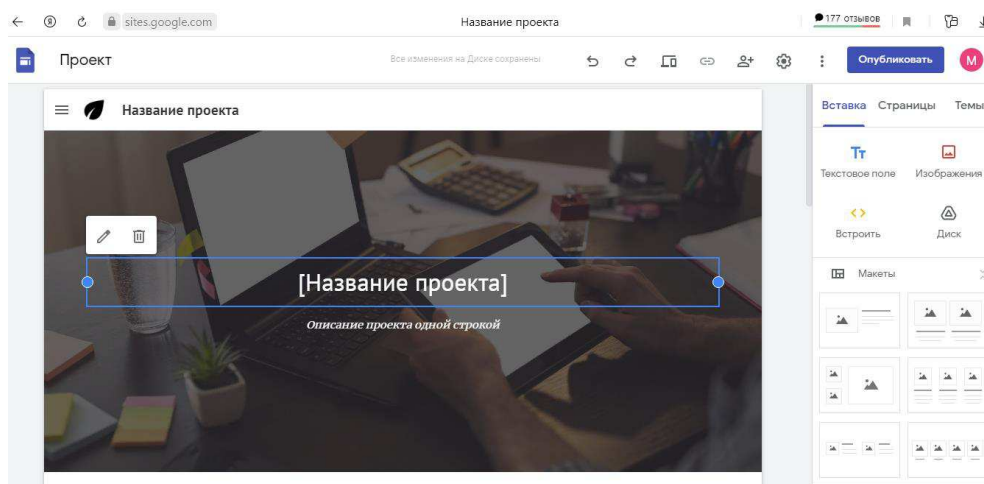 sites.google.com
Название проекта
177 отзывов
Проект
Все изменения на Диске сохранены
Опубликовать
M
Название проекта
Вставка Страницы Темы
Тт
Текстовое поле Изображения
Встроить Диск
[Название проекта]
Макеты
Описание проекта одной строкой